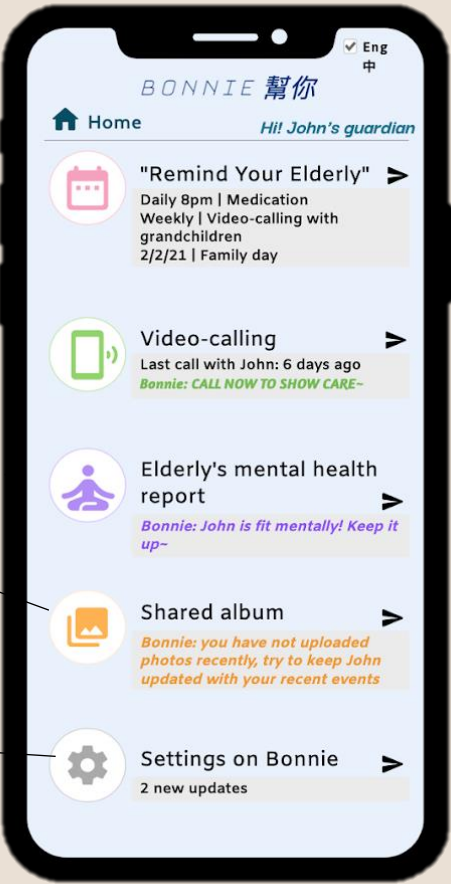 Eng
中
BONNIE 幫你
Home
Hi! John's guardian
"Remind Your Elderly"
Daily 8pm | Medication
Weekly | Video-calling with
grandchildren
2/2/21 | Family day
Video-calling
Last call with John: 6 days ago
Bonnie: CALL NOW TO SHOW CARE~
Elderly's mental health
report
Bonnie: John is fit mentally! Keep it
up~
Shared album
Bonnie: you have not uploaded
photos recently, try to keep John
updated with your recent events
Settings on Bonnie
2 new updates